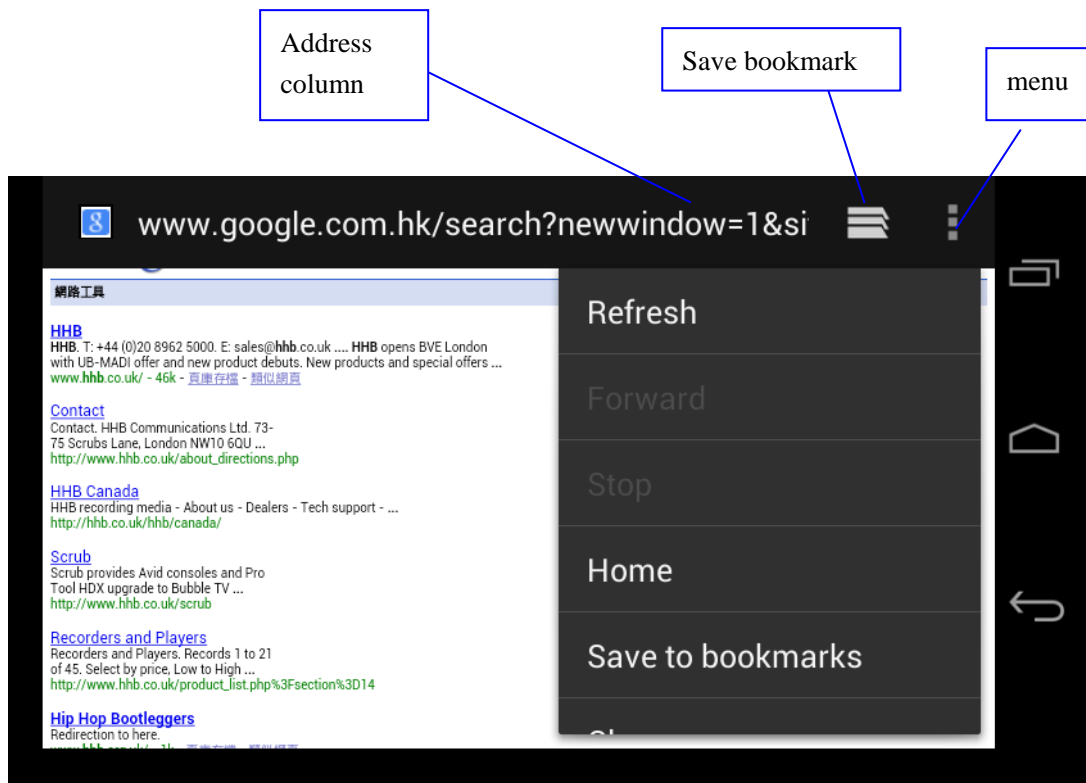 Address
column
Save bookmark
menu
8 www.google.com.hk/search?newwindow=1&si
網路工具
HHB
HHB. T: +44 (0)20 8962 5000. E: sales@hhb.co.uk .... HHB opens BVE London
with UB-MADI offer and new product debuts. New products and special offers ...
www.hhb.co.uk/ - 46k - 頁庫存檔 - 類似網頁
Contact
Contact. HHB Communications Ltd. 73-
75 Scrubs Lane, London NW10 6QU ...
http://www.hhb.co.uk/about_directions.php
HHB Canada
HHB recording media - About us - Dealers - Tech support - ...
http://hhb.co.uk/hhb/canada/
Scrub
Scrub provides Avid consoles and Pro
Tool HDX upgrade to Bubble TV ...
http://www.hhb.co.uk/scrub
Recorders and Players
Recorders and Players. Records 1 to 21
of 45. Select by price, Low to High ...
http://www.hhb.co.uk/product_list.php%3Fsection%3D14
Hip Hop Bootleggers
Redirection to here.
Refresh
Forward
Stop
Home
Save to bookmarks